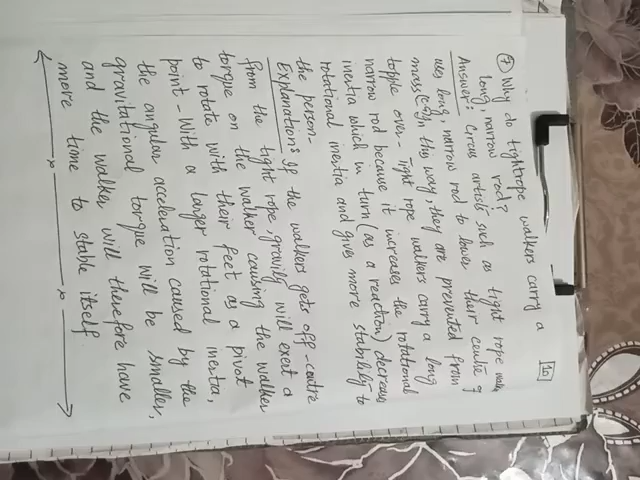 10
⑦ Why do tightrope walkers carry a
long, narrow rod?
Answer:- Circus artists such as tight rope walk
uses long, narrow rod to lower their centre of
mass (c.g.) In this way, they are prevented from
topple over - Tight rope walkers carry a long
narrow rod because it increases the rotational
inertia which in turn (as a reaction) decreases
rotational inertia and gives more stability to
the person-
Explanation:- If the walkers gets off-centre
from the tight rope, gravity will exert a
torque on the walker causing the walker
to rotate with their feet as a pivot
point - With a larger rotational inertia,
the angular acceleration caused by the
gravitational torque will be smaller,
and the walker will therefore have
more time to stable itself.